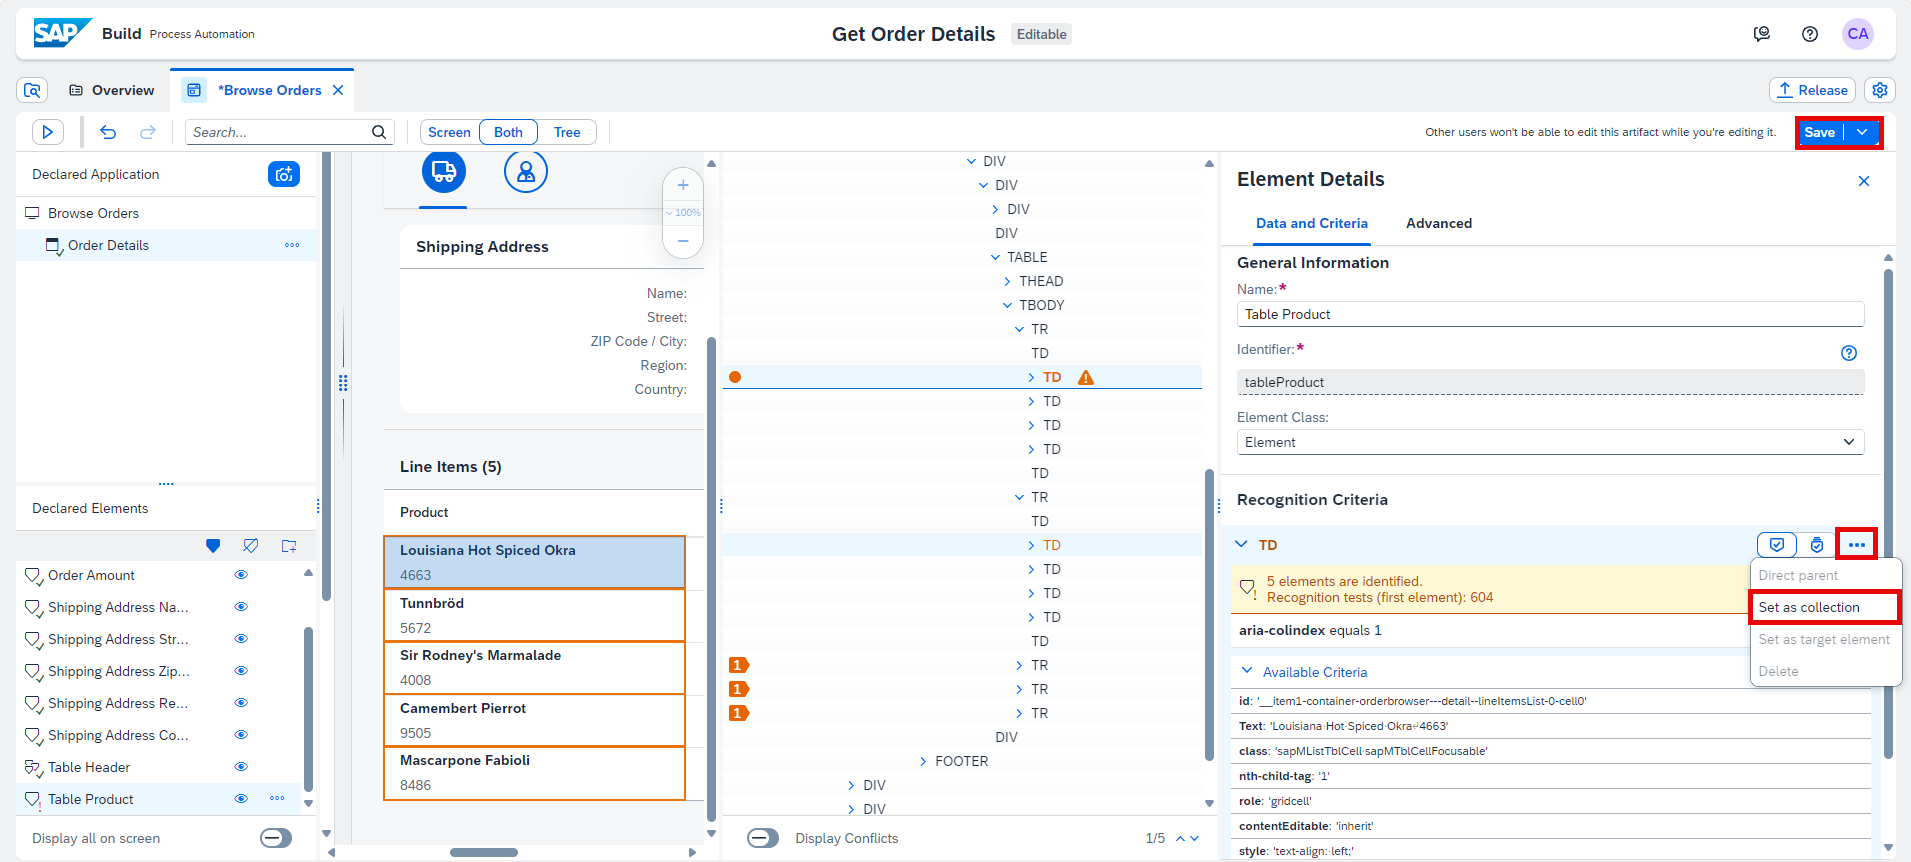 SAP Build Process Automation
Get Order Details Editable
CA
Overview
*Browse Orders
Release
Search...
Screen Both Tree
Other users won't be able to edit this artifact while you're editing it.
Save
Declared Application
Browse Orders
Order Details
Declared Elements
Order Amount
Shipping Address Na...
Shipping Address Str...
Shipping Address Zip...
Shipping Address Re...
Shipping Address Co...
Table Header
Table Product
Display all on screen
100%
Shipping Address
Name:
Street:
ZIP Code / City:
Region:
Country:
Line Items (5)
Product
Louisiana Hot Spiced Okra
4663
Tunnbröd
5672
Sir Rodney's Marmalade
4008
Camembert Pierrot
9505
Mascarpone Fabioli
8486
DIV
DIV
DIV
DIV
TABLE
THEAD
TBODY
TR
TD
TD
TD
TD
TD
TD
TR
TD
TD
TD
TD
TD
TD
1 TR
1 TR
1 TR
DIV
FOOTER
DIV
DIV
Display Conflicts
1/5
Element Details
Data and Criteria
Advanced
General Information
Name:*
Table Product
Identifier:*
tableProduct
Element Class:
Element
Recognition Criteria
TD
5 elements are identified.
Recognition tests (first element): 604
aria-colindex equals 1
Direct parent
Set as collection
Set as target element
Delete
Available Criteria
id: '__item1-container-orderbrowser---detail--lineItemsList-0-cell0'
Text: 'Louisiana·Hot·Spiced·Okra↵4663'
class: 'sapMListTblCell·sapMTblCellFocusable'
nth-child-tag: '1'
role: 'gridcell'
contentEditable: 'inherit'
style: 'text-align:·left;'